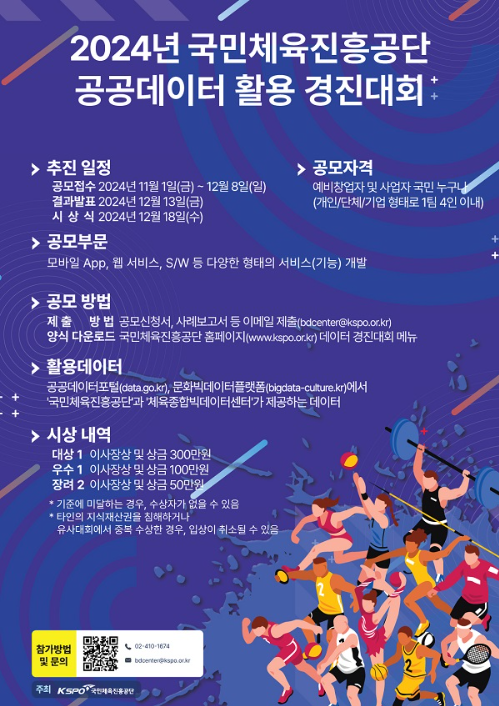 2024년 국민체육진흥공단
공공데이터 활용 경진대회
추진 일정
공모접수 2024년 11월 1일(금) ~ 12월 8일(일)
결과발표 2024년 12월 13일(금)
시 상 식 2024년 12월 18일(수)
공모자격
예비창업자 및 사업자 국민 누구나
(개인/단체/기업 형태로 1팀 4인 이내)
공모부문
모바일 App, 웹 서비스, S/W 등 다양한 형태의 서비스(기능) 개발
공모 방법
제 출 방 법 공모신청서, 사례보고서 등 이메일 제출(bdcenter@kspo.or.kr)
양식 다운로드 국민체육진흥공단 홈페이지(www.kspo.or.kr) 데이터 경진대회 메뉴
활용데이터
공공데이터포털(data.go.kr), 문화빅데이터플랫폼(bigdata-culture.kr)에서
'국민체육진흥공단'과 '체육종합빅데이터센터'가 제공하는 데이터
시상 내역
대상 1 이사장상 및 상금 300만원
우수 1 이사장상 및 상금 100만원
장려 2 이사장상 및 상금 50만원
* 기준에 미달하는 경우, 수상자가 없을 수 있음
* 타인의 지식재산권을 침해하거나
유사대회에서 중복 수상한 경우, 입상이 취소될 수 있음
참가방법
및 문의
02-410-1674
bdcenter@kspo.or.kr
주최 KSPO 국민체육진흥공단
2
2